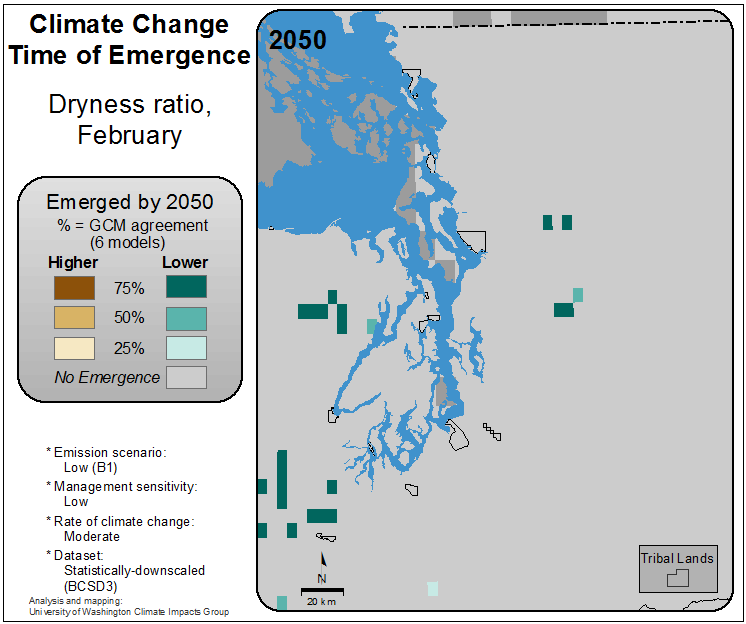 Climate Change
Time of Emergence
Dryness ratio,
February
Emerged by 2050
% = GCM agreement
(6 models)
Higher Lower
75%
50%
25%
No Emergence
* Emission scenario:
Low (B1)
* Management sensitivity:
Low
* Rate of climate change:
Moderate
* Dataset:
Statistically-downscaled
(BCSD3)
Analysis and mapping:
University of Washington Climate Impacts Group
2050
N
20 km
Tribal Lands